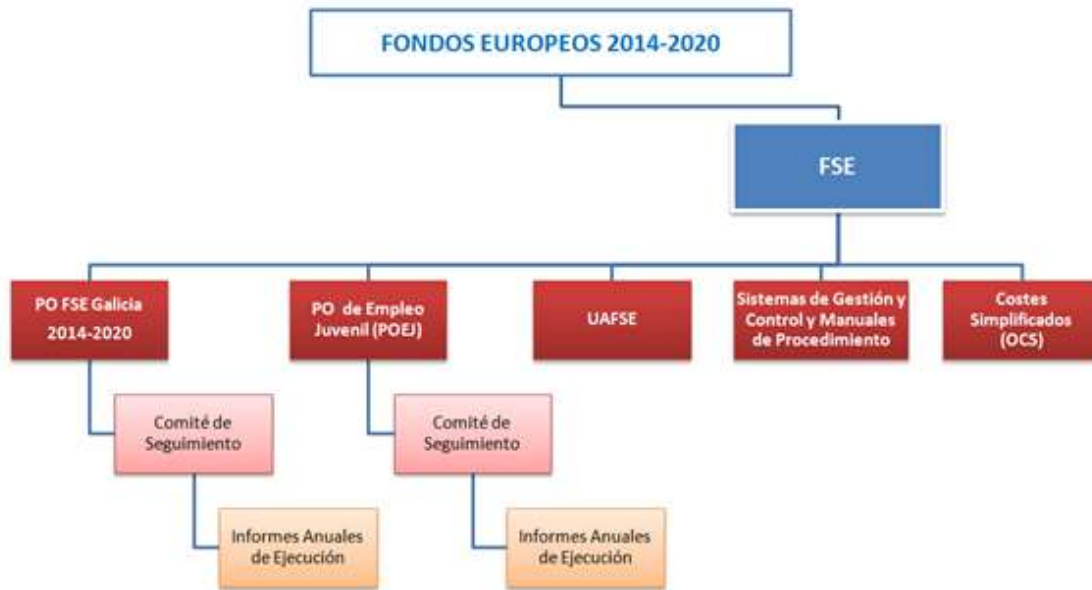 FONDOS EUROPEOS 2014-2020
FSE
PO FSE Galicia
2014-2020
PO de Empleo
Juvenil (POEJ)
UAFSE
Sistemas de Gestión y
Control y Manuales
de Procedimiento
Costes
Simplificados
(OCS)
Comité de
Seguimiento
Comité de
Seguimiento
Informes Anuales
de Ejecución
Informes Anuales
de Ejecución